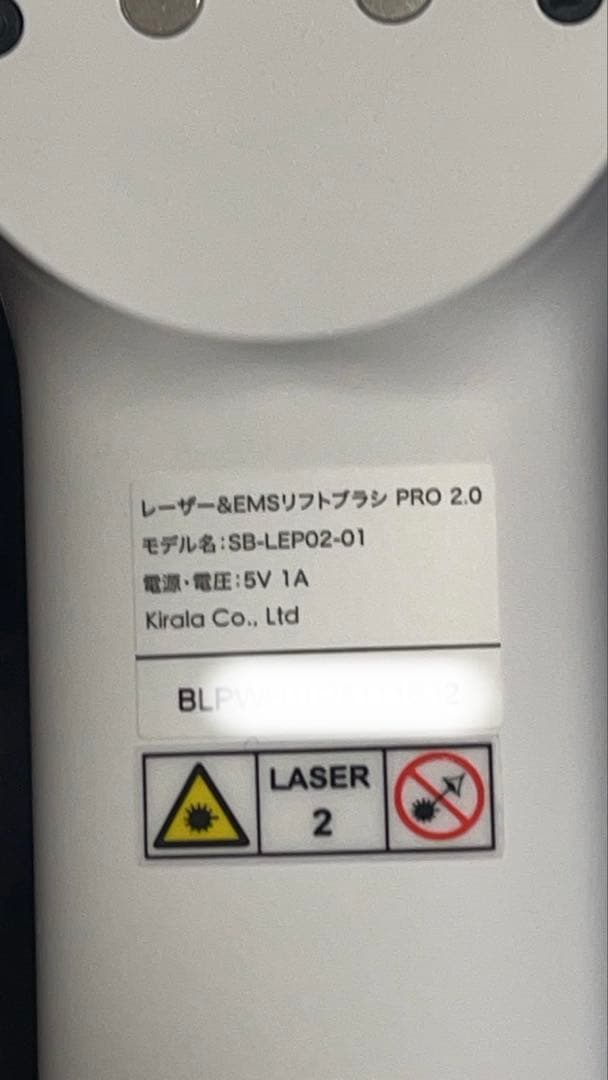 レーザー&EMSリフトブラシ PRO 2.0
モデル名:SB-LEP02-01
電源・電圧:5V 1A
Kirala Co., Ltd
LASER
2